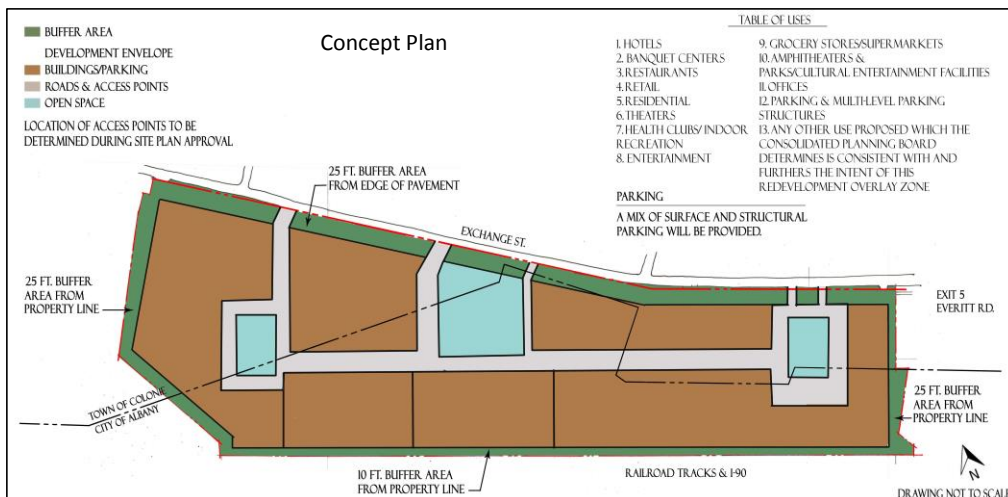 BUFFER AREA
DEVELOPMENT ENVELOPE
BUILDINGS/PARKING
ROADS & ACCESS POINTS
OPEN SPACE
LOCATION OF ACCESS POINTS TO BE
DETERMINED DURING SITE PLAN APPROVAL
Concept Plan
TABLE OF USES
1. HOTELS
2. BANQUET CENTERS
3. RESTAURANTS
4. RETAIL
5. RESIDENTIAL
6. THEATERS
7. HEALTH CLUBS/ INDOOR
RECREATION
8. ENTERTAINMENT
9. GROCERY STORES/SUPERMARKETS
10. AMPHITHEATERS &
PARKS/CULTURAL ENTERTAINMENT FACILITIES
11. OFFICES
12. PARKING & MULTI-LEVEL PARKING
STRUCTURES
13. ANY OTHER USE PROPOSED WHICH THE
CONSOLIDATED PLANNING BOARD
DETERMINES IS CONSISTENT WITH AND
FURTHERS THE INTENT OF THIS
REDEVELOPMENT OVERLAY ZONE
PARKING
A MIX OF SURFACE AND STRUCTURAL
PARKING WILL BE PROVIDED.
25 FT. BUFFER AREA
FROM EDGE OF PAVEMENT
EXCHANGE ST.
25 FT. BUFFER
AREA FROM
PROPERTY LINE
EXIT 5
EVERITT RD.
TOWN OF COLONIE
CITY OF ALBANY
25 FT. BUFFER
AREA FROM
PROPERTY LINE
10 FT. BUFFER AREA
FROM PROPERTY LINE
RAILROAD TRACKS & I-90
N
DRAWING NOT TO SCALE